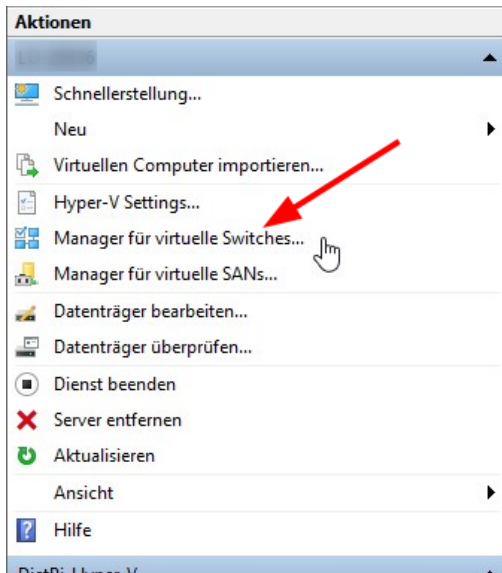 Aktionen
Schnellerstellung...
Neu
Virtuellen Computer importieren...
Hyper-V Settings...
Manager für virtuelle Switches...
Manager für virtuelle SANs...
Datenträger bearbeiten...
Datenträger überprüfen...
Dienst beenden
Server entfernen
Aktualisieren
Ansicht
Hilfe